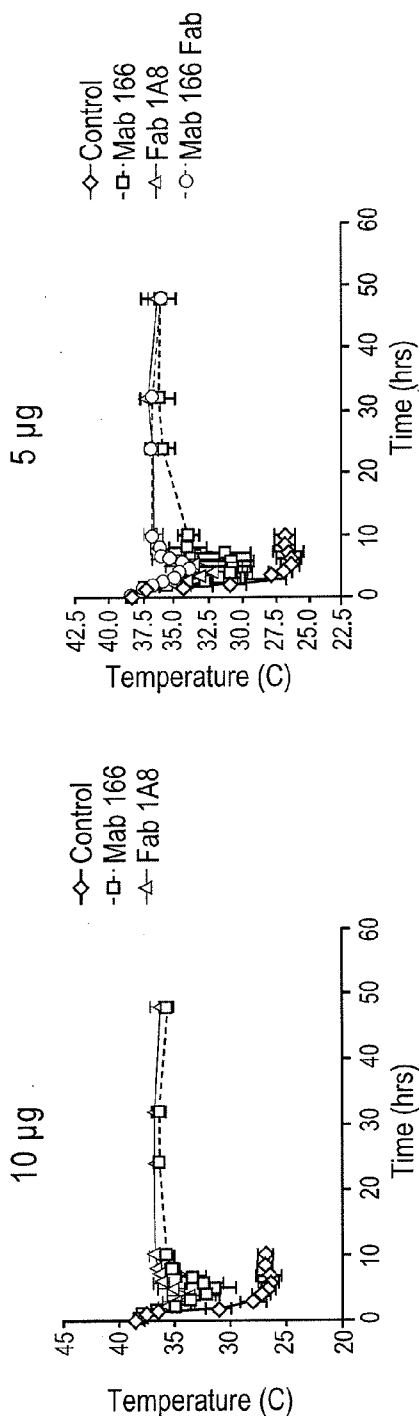 10 µg
Temperature (C)
45
40
35
30
25
20
0
10
20
30
40
50
60
Time (hrs)
Control
Mab 166
Fab 1A8
5 µg
Temperature (C)
42.5
40.0
37.5
35.0
32.5
30.0
27.5
25.0
22.5
0
10
20
30
40
50
60
Time (hrs)
Control
Mab 166
Fab 1A8
Mab 166 Fab